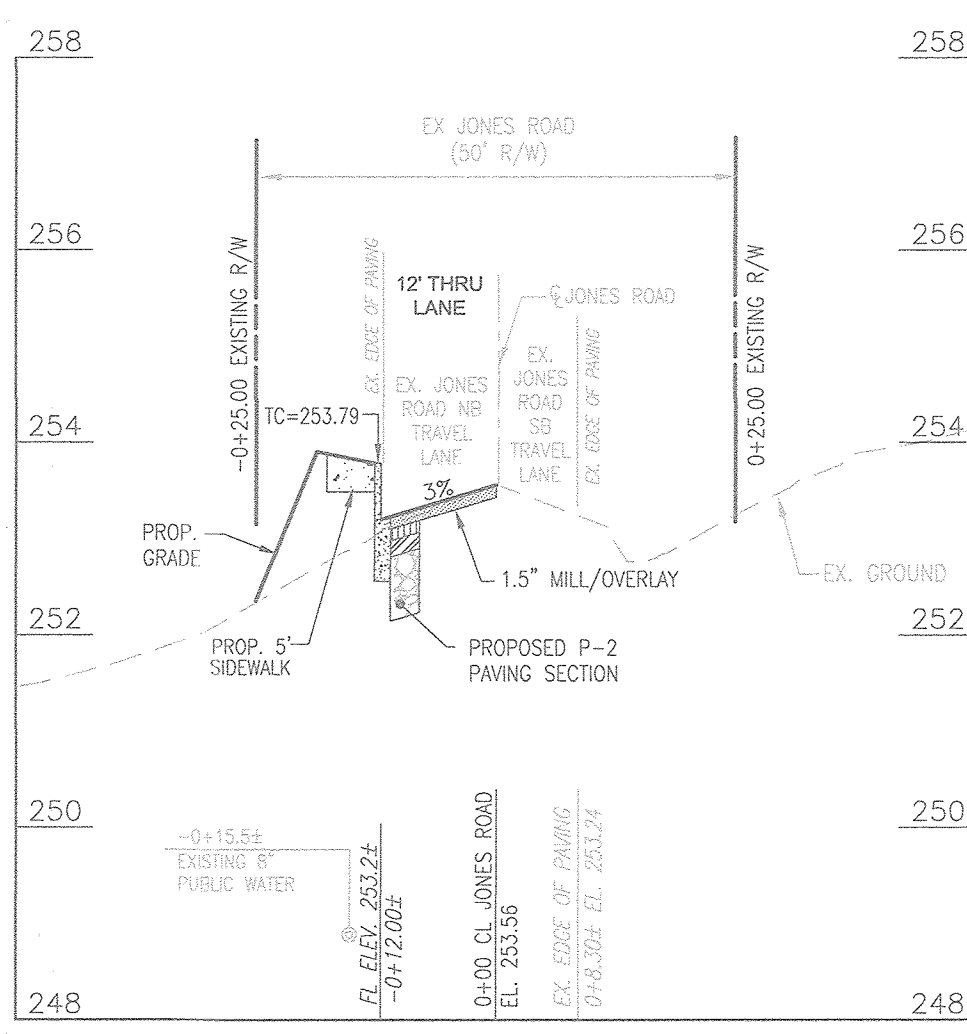 258
258
EX JONES ROAD
(50' R/W)
256
256
-0+25.00 EXISTING R/W
EX. EDGE OF PAVING
12' THRU
LANE
℄ JONES ROAD
0+25.00 EXISTING R/W
EX. JONES
ROAD NB
TRAVEL
LANE
EX.
JONES
ROAD
SB
TRAVEL
LANE
EX. EDGE OF PAVING
TC=253.79
254
254
3%
PROP.
GRADE
1.5" MILL/OVERLAY
EX. GROUND
252
252
PROP. 5'
SIDEWALK
PROPOSED P-2
PAVING SECTION
250
250
-0+15.5±
EXISTING 8"
PUBLIC WATER
FL ELEV. 253.2±
-0+12.00±
0+00 CL JONES ROAD
EL. 253.56
EX. EDGE OF PAVING
0+8.30± EL. 253.24
248
248